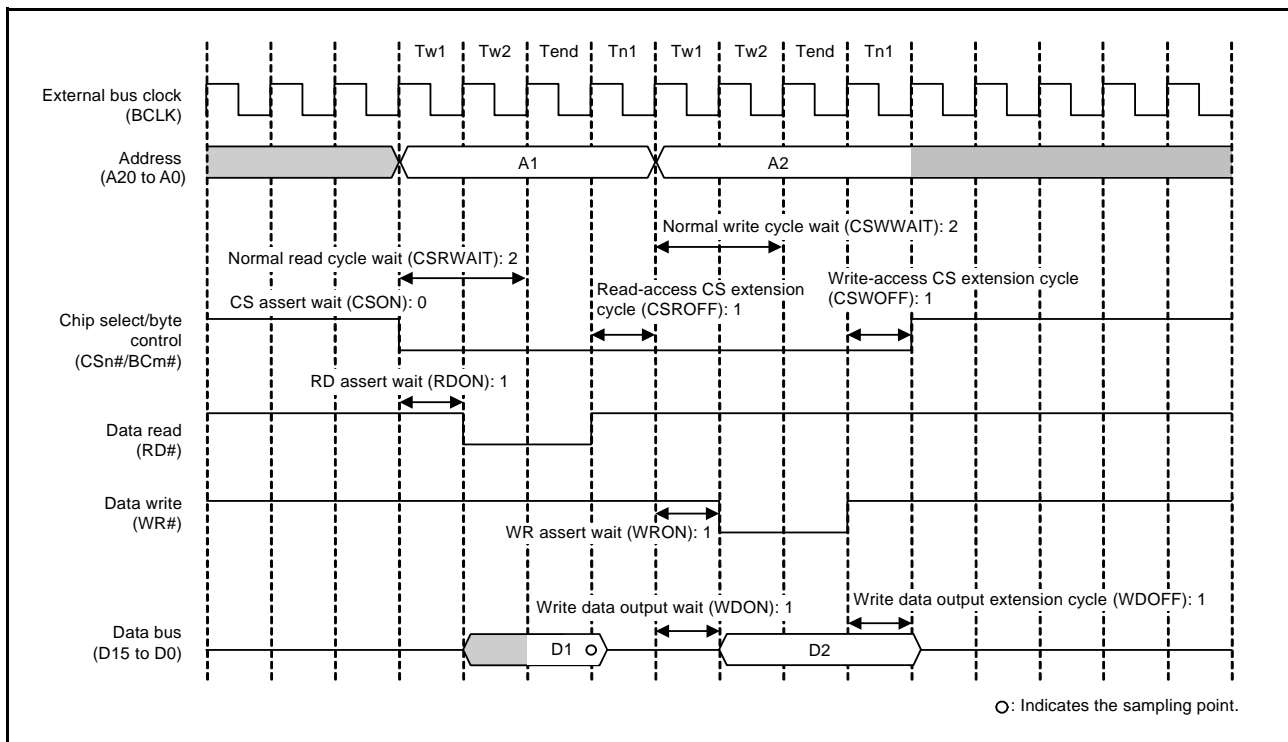 Tw1 Tw2 Tend Tn1 Tw1 Tw2 Tend Tn1
External bus clock
(BCLK)
Address
(A20 to A0)
A1
A2
Normal write cycle wait (CSWWAIT): 2
Normal read cycle wait (CSRWAIT): 2
Read-access CS extension
cycle (CSROFF): 1
Write-access CS extension cycle
(CSWOFF): 1
CS assert wait (CSON): 0
Chip select/byte
control
(CSn#/BCm#)
RD assert wait (RDON): 1
Data read
(RD#)
Data write
(WR#)
WR assert wait (WRON): 1
Write data output wait (WDON): 1
Write data output extension cycle (WDOFF): 1
Data bus
(D15 to D0)
D1
D2
: Indicates the sampling point.